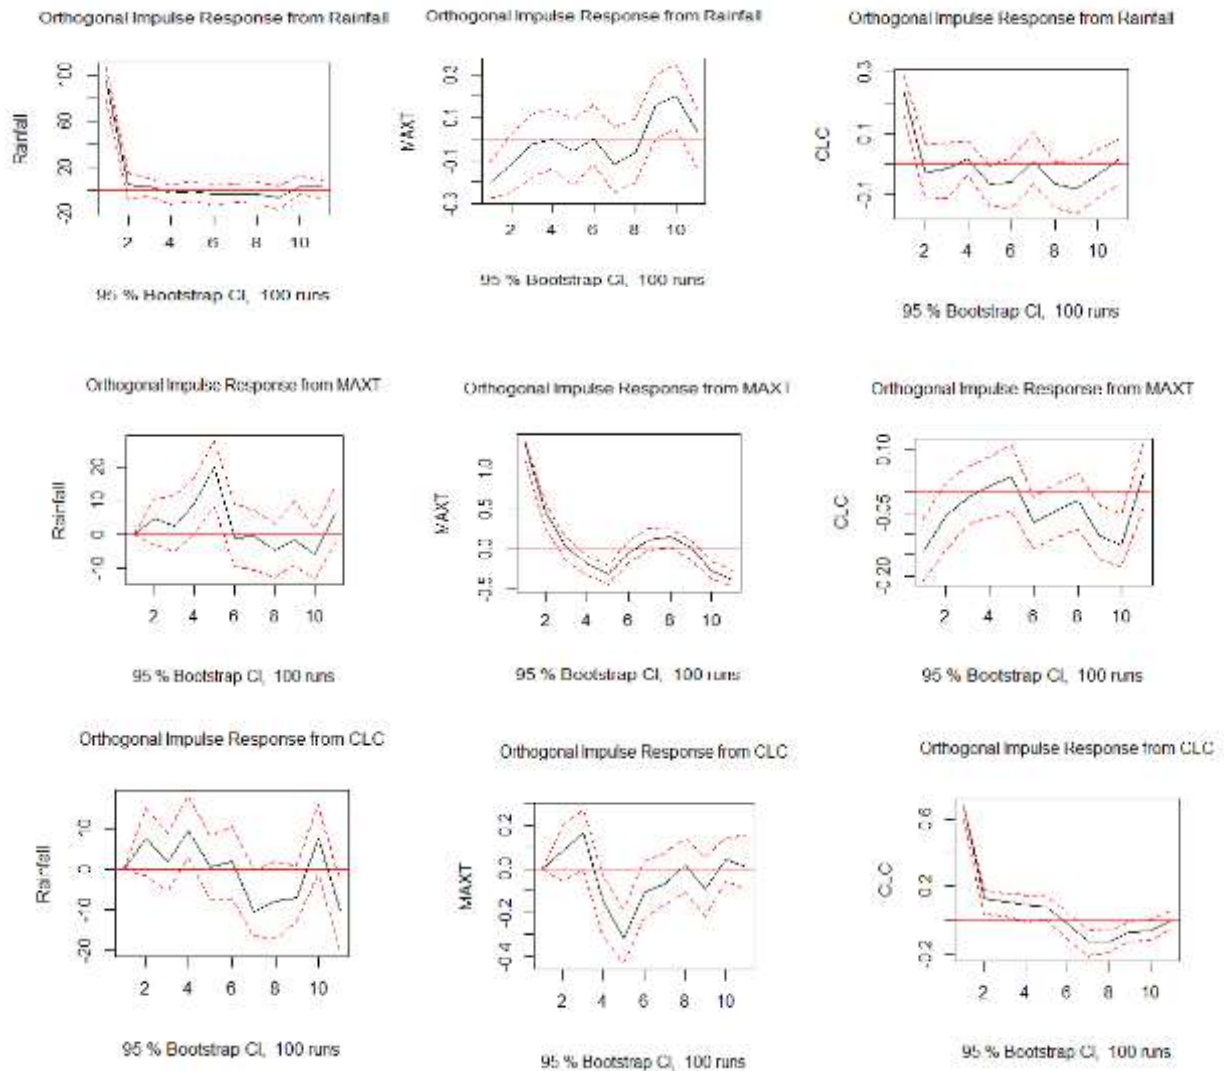 Orthogonal Impulse Response from Rainfall
Rainfall
100
60
20
-20
2 4 6 8 10
95 % Bootstrap CI, 100 runs
Orthogonal Impulse Response from Rainfall
MAXT
0.3
0.1
-0.1
-0.3
2 4 6 8 10
95 % Bootstrap CI, 100 runs
Orthogonal Impulse Response from Rainfall
CLC
0.3
0.1
-0.1
2 4 6 8 10
95 % Bootstrap CI, 100 runs
Orthogonal Impulse Response from MAXT
Rainfall
20
10
0
-10
2 4 6 8 10
95 % Bootstrap CI, 100 runs
Orthogonal Impulse Response from MAXT
MAXT
1.0
0.5
0.0
-0.5
2 4 6 8 10
95 % Bootstrap CI, 100 runs
Orthogonal Impulse Response from MAXT
CLC
0.10
-0.05
-0.20
2 4 6 8 10
95 % Bootstrap CI, 100 runs
Orthogonal Impulse Response from CLC
Rainfall
10
0
-10
-20
2 4 6 8 10
95 % Bootstrap CI, 100 runs
Orthogonal Impulse Response from CLC
MAXT
0.2
0.0
-0.2
-0.4
2 4 6 8 10
95 % Bootstrap CI, 100 runs
Orthogonal Impulse Response from CLC
CLC
0.6
0.2
-0.2
2 4 6 8 10
95 % Bootstrap CI, 100 runs